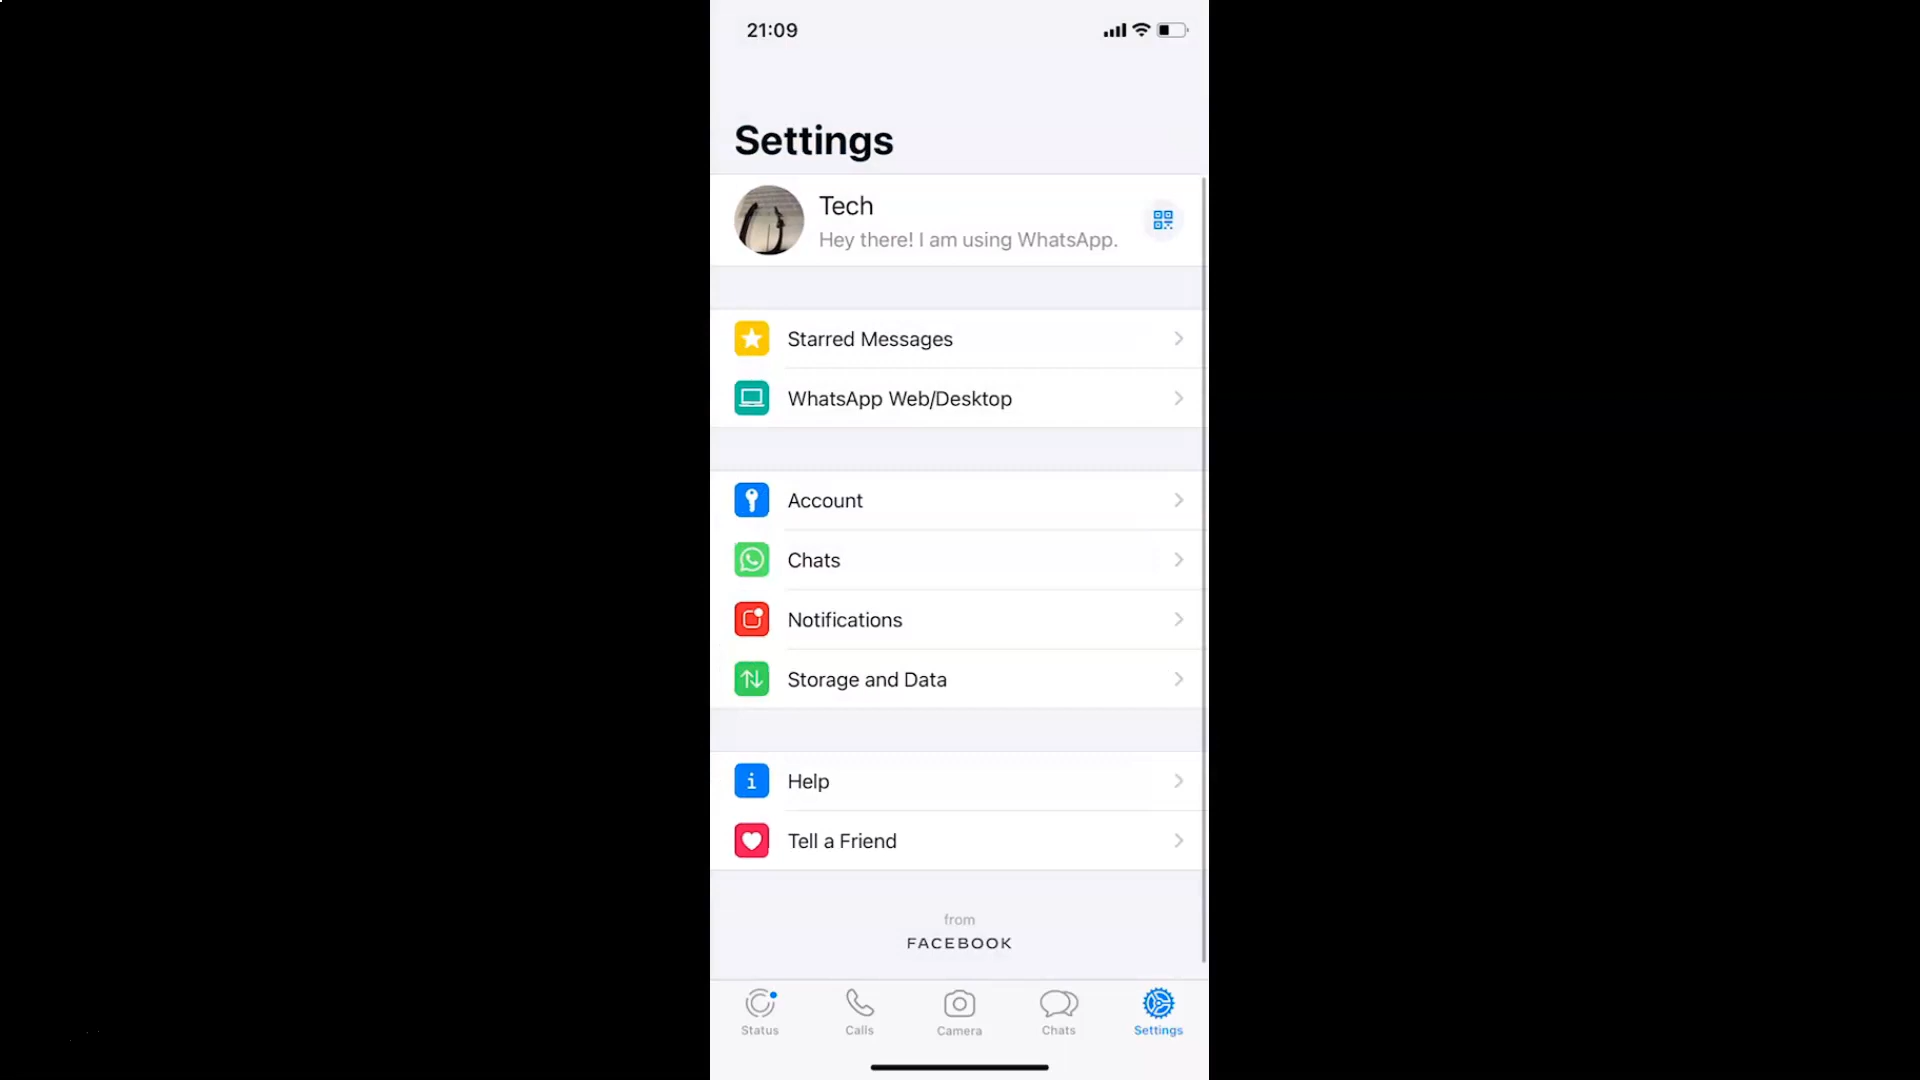 21:09
Settings
Tech
Hey there! I am using WhatsApp.
Starred Messages
WhatsApp Web/Desktop
Account
Chats
Notifications
Storage and Data
Help
Tell a Friend
from
FACEBOOK
Status
Calls
Camera
Chats
Settings